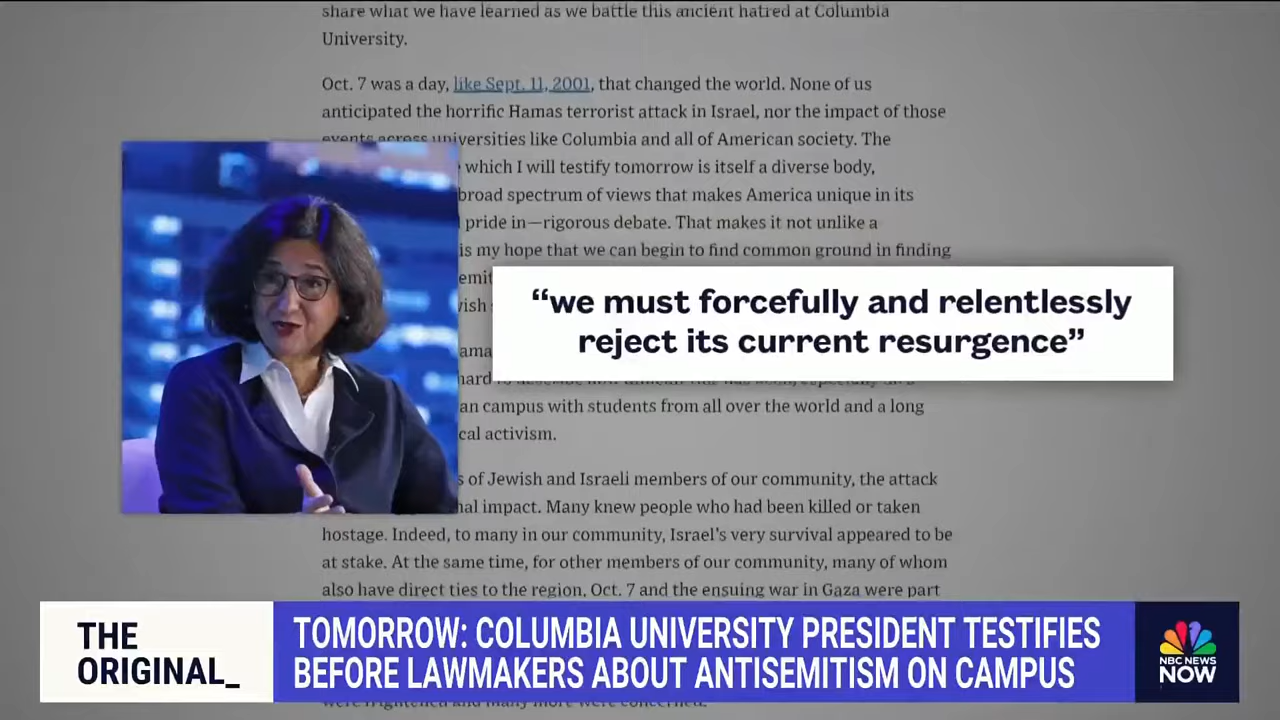 share what we have learned as we battle this ancient hatred at Columbia
University.
Oct. 7 was a day, like Sept. 11, 2001, that changed the world. None of us
anticipated the horrific Hamas terrorist attack in Israel, nor the impact of those
events across universities like Columbia and all of American society. The
which I will testify tomorrow is itself a diverse body,
broad spectrum of views that makes America unique in its
pride in—rigorous debate. That makes it not unlike a
is my hope that we can begin to find common ground in finding
“we must forcefully and relentlessly
reject its current resurgence”
an campus with students from all over the world and a long
cal activism.
of Jewish and Israeli members of our community, the attack
nal impact. Many knew people who had been killed or taken
hostage. Indeed, to many in our community, Israel's very survival appeared to be
at stake. At the same time, for other members of our community, many of whom
also have direct ties to the region, Oct. 7 and the ensuing war in Gaza were part
THE
ORIGINAL_
TOMORROW: COLUMBIA UNIVERSITY PRESIDENT TESTIFIES
BEFORE LAWMAKERS ABOUT ANTISEMITISM ON CAMPUS
NBC NEWS
NOW
were frightened and many more were concerned.